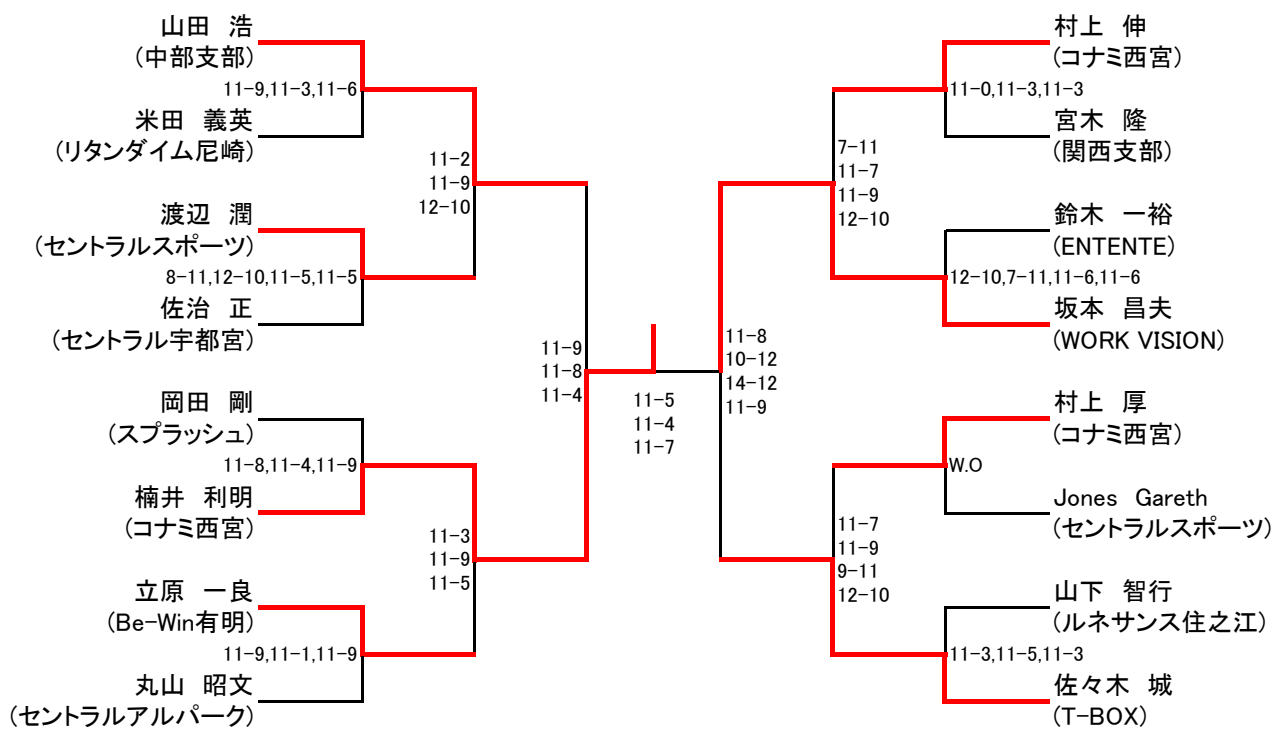 山田 浩
(中部支部)
11-9,11-3,11-6
米田 義英
(リタンダイム尼崎)
11-2
11-9
12-10
渡辺 潤
(セントラルスポーツ)
8-11,12-10,11-5,11-5
佐治 正
(セントラル宇都宮)
11-9
11-8
11-4
岡田 剛
(スプラッシュ)
11-8,11-4,11-9
楠井 利明
(コナミ西宮)
11-3
11-9
11-5
立原 一良
(Be-Win有明)
11-9,11-1,11-9
丸山 昭文
(セントラルアルパーク)
11-5
11-4
11-7
村上 伸
(コナミ西宮)
11-0,11-3,11-3
宮木 隆
(関西支部)
7-11
11-7
11-9
12-10
鈴木 一裕
(ENTENTE)
12-10,7-11,11-6,11-6
坂本 昌夫
(WORK VISION)
11-8
10-12
14-12
11-9
村上 厚
(コナミ西宮)
W.O
Jones Gareth
(セントラルスポーツ)
11-7
11-9
9-11
12-10
山下 智行
(ルネサンス住之江)
11-3,11-5,11-3
佐々木 城
(T-BOX)